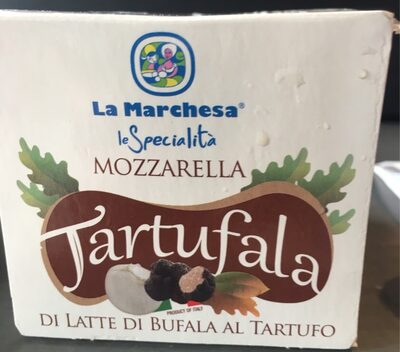 La Marchesa®
le Specialità
MOZZARELLA
Tartufala
PRODUCT OF ITALY
DI LATTE DI BUFALA AL TARTUFO